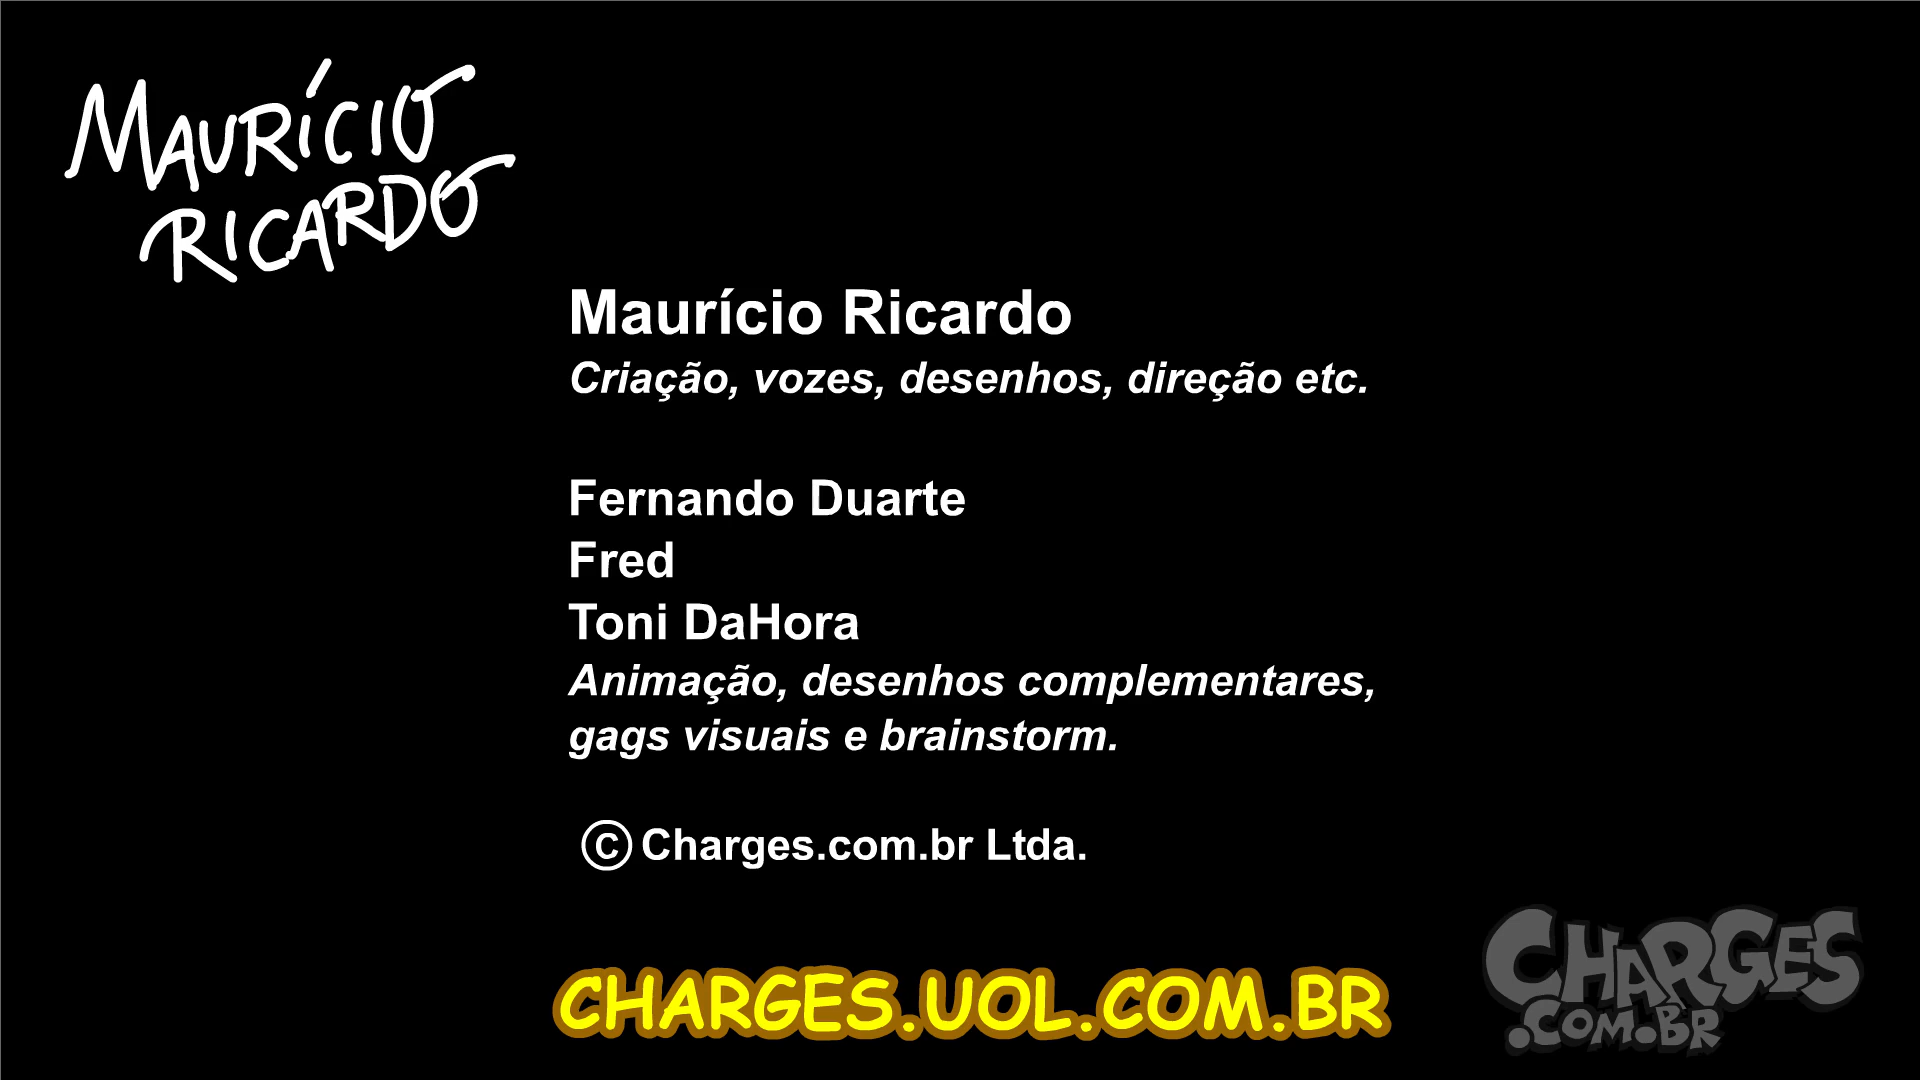 MAURÍCIO
RICARDO
Maurício Ricardo
Criação, vozes, desenhos, direção etc.
Fernando Duarte
Fred
Toni DaHora
Animação, desenhos complementares,
gags visuais e brainstorm.
© Charges.com.br Ltda.
CHARGES.UOL.COM.BR
CHARGES
.COM.BR